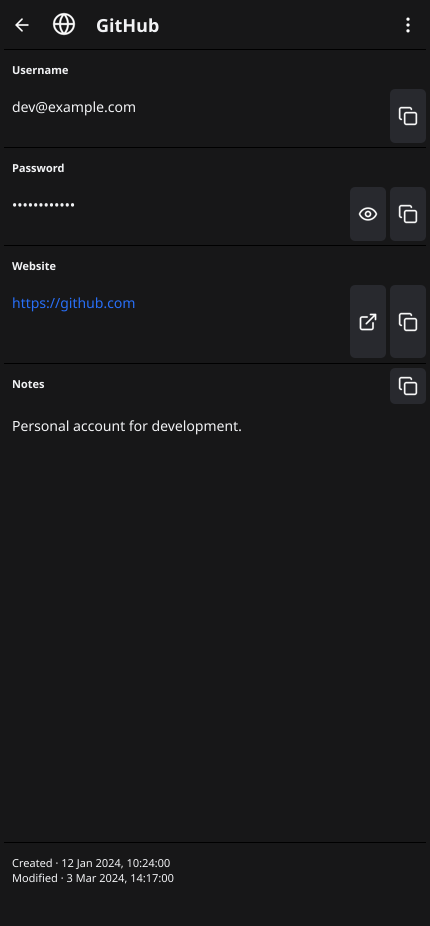 GitHub
Username
dev@example.com
Password
••••••••••••
Website
https://github.com
Notes
Personal account for development.
Created · 12 Jan 2024, 10:24:00
Modified · 3 Mar 2024, 14:17:00